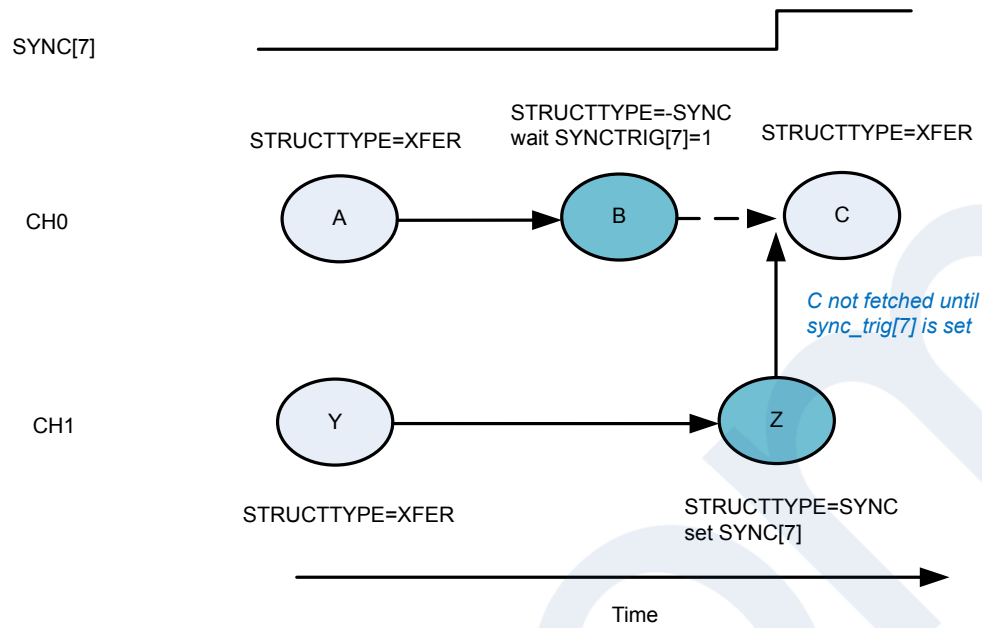 SYNC[7]
STRUCTTYPE=-SYNC
wait SYNCTRIG[7]=1
STRUCTTYPE=XFER
STRUCTTYPE=XFER
CH0
A
B
C
C not fetched until
sync_trig[7] is set
CH1
Y
Z
STRUCTTYPE=XFER
STRUCTTYPE=SYNC
set SYNC[7]
Time